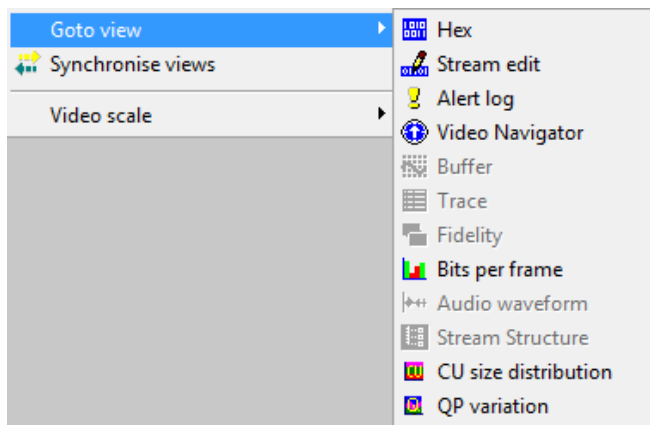 Goto view
Synchronise views
Video scale
Hex
Stream edit
Alert log
Video Navigator
Buffer
Trace
Fidelity
Bits per frame
Audio waveform
Stream Structure
CU size distribution
QP variation